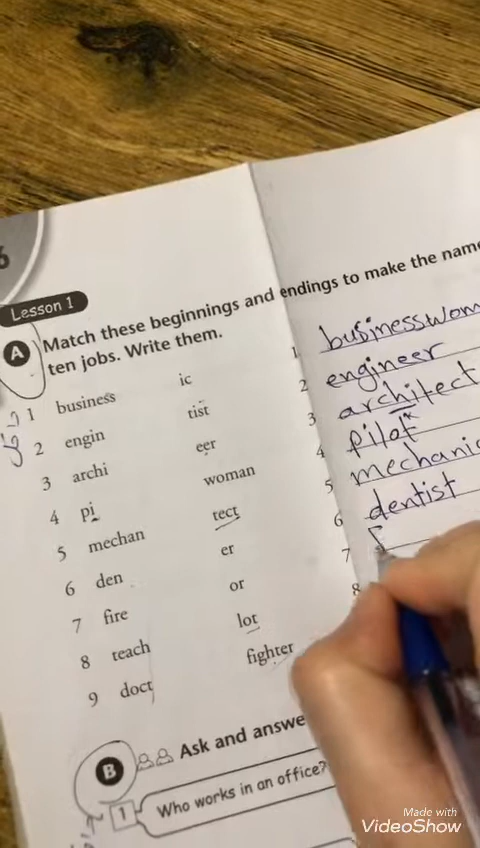 Lesson 1
A Match these beginnings and endings to make the name
ten jobs. Write them.
1 business ic 1 businesswom
2 engin tist 2 engineer
3 archi eer 3 architect
4 pi woman 4 pilot
5 mechan tect 5 mechanic
6 den er 6 dentist
7 fire or 7
8 teach lot 8
9 doct fighter
B Ask and answe
1 Who works in an office?
Made with
VideoShow